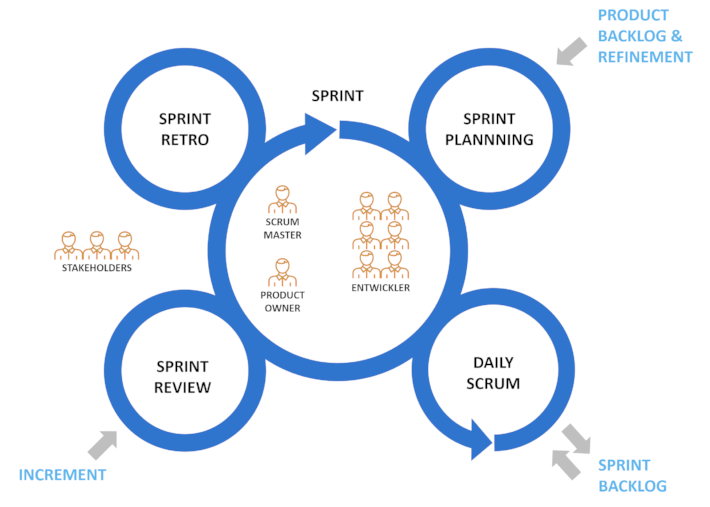 PRODUCT
BACKLOG &
REFINEMENT
SPRINT
SPRINT
RETRO
SPRINT
PLANNNING
SCRUM
MASTER
PRODUCT
OWNER
ENTWICKLER
STAKEHOLDERS
SPRINT
REVIEW
DAILY
SCRUM
INCREMENT
SPRINT
BACKLOG